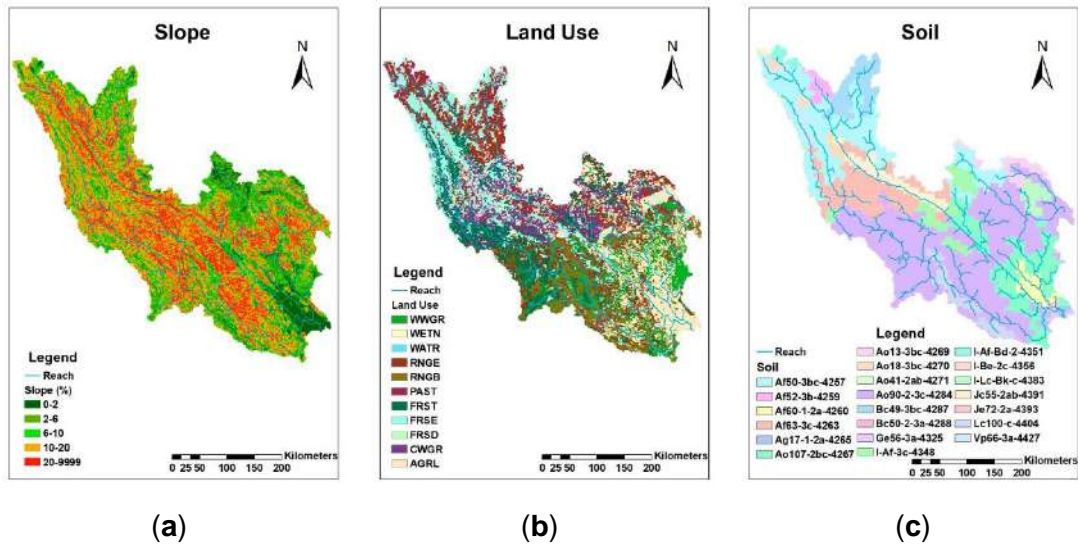 Slope
N
Legend
Reach
Slope (%)
0-2
2-6
6-10
10-20
20-9999
Kilometers
0 25 50 100 150 200
(a)
Land Use
N
Legend
Reach
Land Use
WWGR
WETN
WATR
RNGE
RNGB
PAST
FRST
FRSE
FRSD
CWGR
AGRL
Kilometers
0 25 50 100 150 200
(b)
Soil
N
Legend
Reach
Soil
Af50-3bc-4257
Af52-3b-4259
Af60-1-2a-4260
Af63-3c-4263
Ag17-1-2a-4265
Ao107-2bc-4267
Ao13-3bc-4269
Ao18-3bc-4270
Ao41-2ab-4271
Ao90-2-3c-4284
Bc49-3bc-4287
Bc50-2-3a-4288
Ge56-3a-4325
I-Af-3c-4348
I-Af-Bd-2-4351
I-Be-2c-4356
I-Lc-Bk-c-4383
Jc55-2ab-4391
Je72-2a-4393
Lc100-c-4404
Vp66-3a-4427
Kilometers
0 25 50 100 150 200
(c)